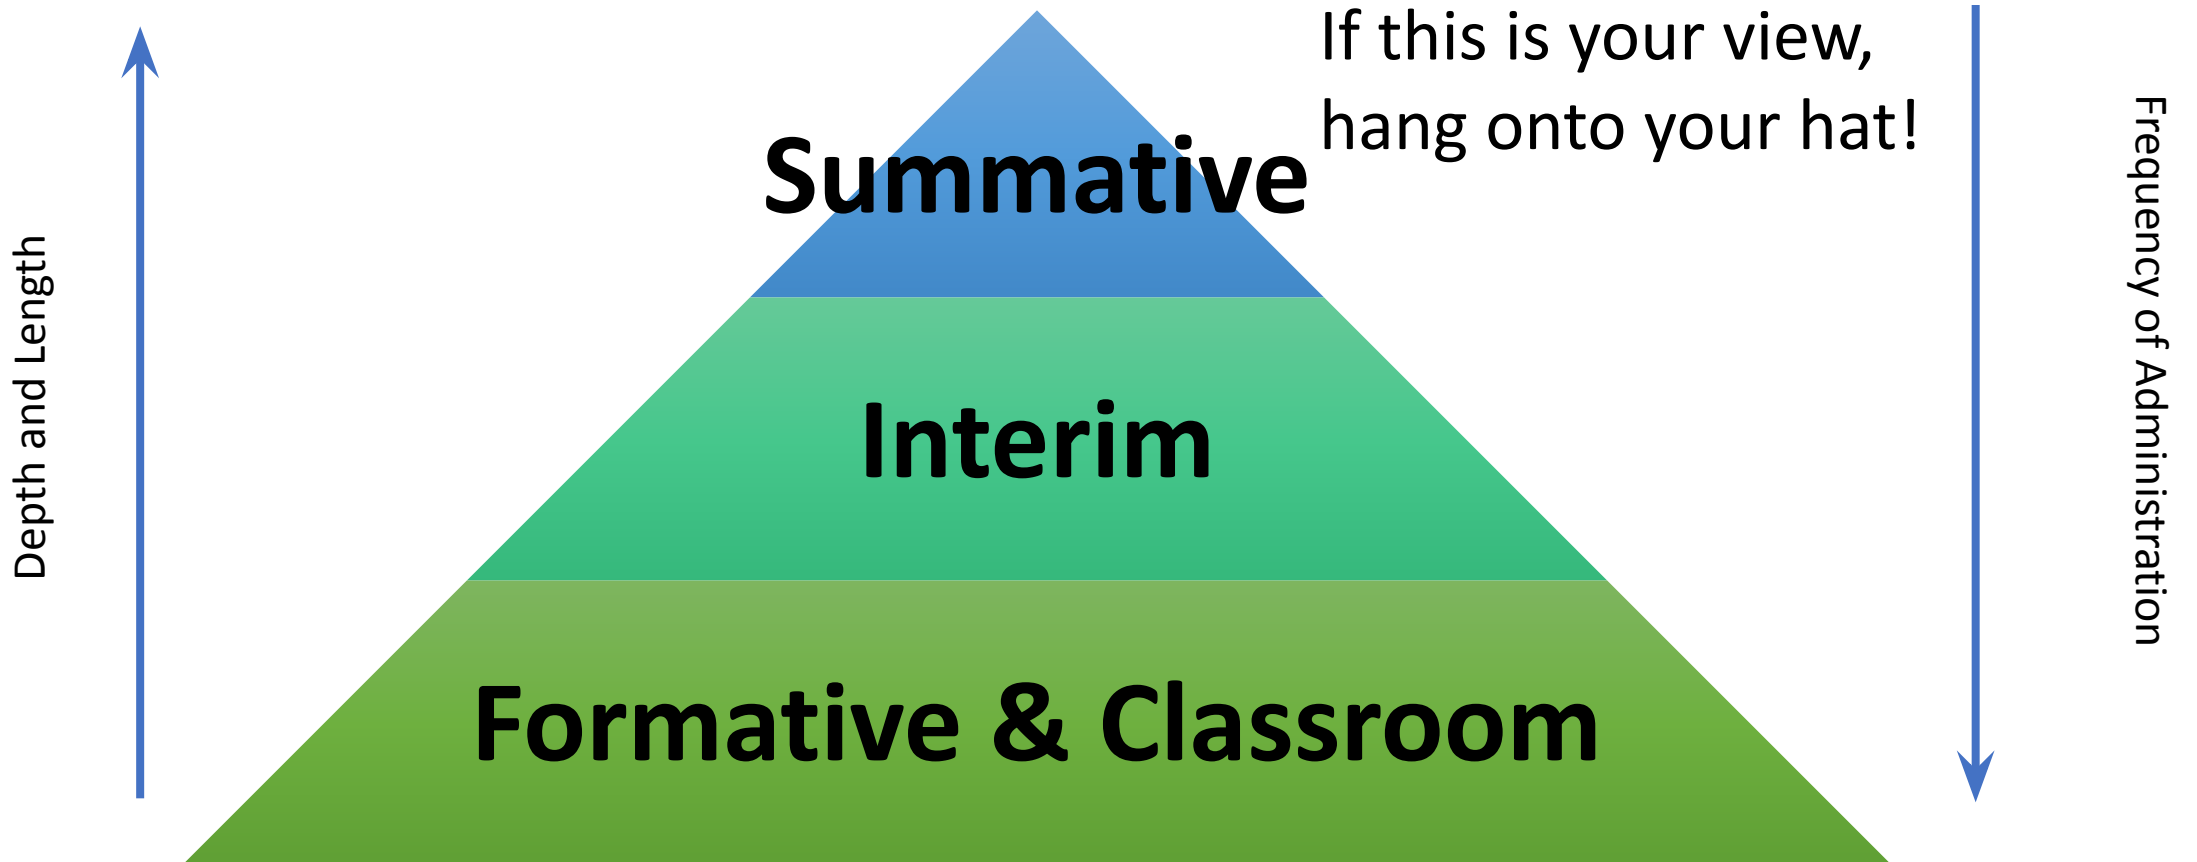 If this is your view,
hang onto your hat!
Summative
Interim
Formative & Classroom
Depth and Length
Frequency of Administration